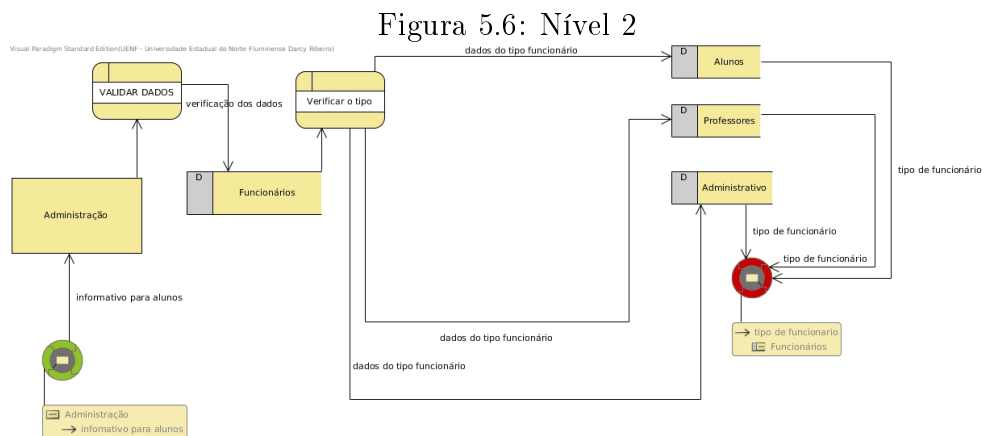 Figura 5.6: Nível 2
Visual Paradigm Standard Edition(UENF - Universidade Estadual do Norte Fluminense Darcy Ribeiro)
VALIDAR DADOS
verificação dos dados
Verificar o tipo
dados do tipo funcionário
D
Alunos
D
Professores
D
Administrativo
tipo de funcionário
D
Funcionários
Administração
tipo de funcionário
tipo de funcionário
informativo para alunos
dados do tipo funcionário
dados do tipo funcionário
tipo de funcionario
Funcionários
Administração
infomativo para alunos